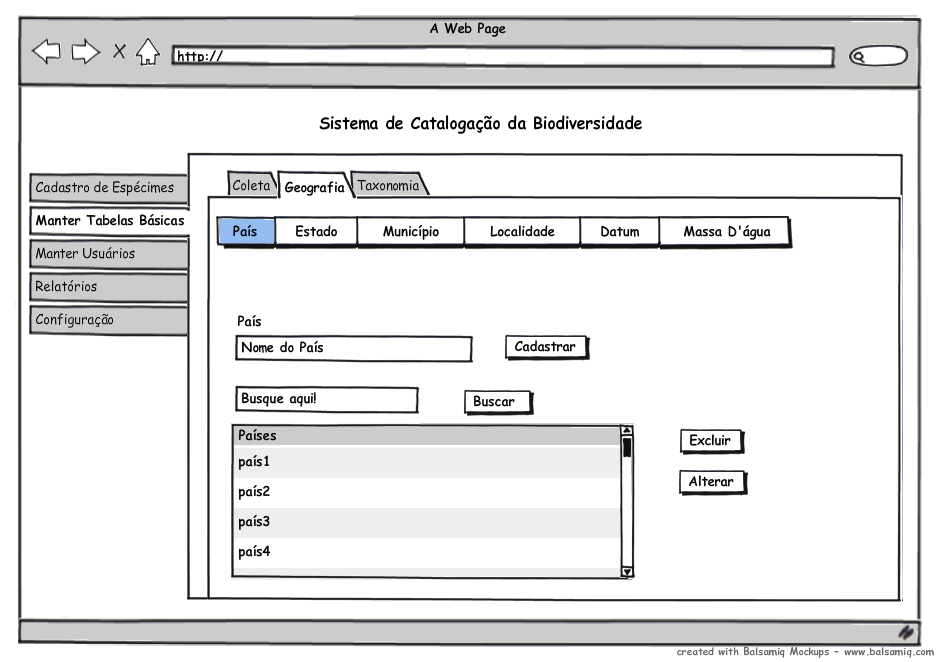 A Web Page
http://
Sistema de Catalogação da Biodiversidade
Cadastro de Espécimes
Manter Tabelas Básicas
Manter Usuários
Relatórios
Configuração
Coleta Geografia Taxonomia
País Estado Município Localidade Datum Massa D'água
País
Nome do País Cadastrar
Busque aqui! Buscar
Países
país1
país2
país3
país4
Excluir
Alterar
created with Balsamiq Mockups - www.balsamiq.com